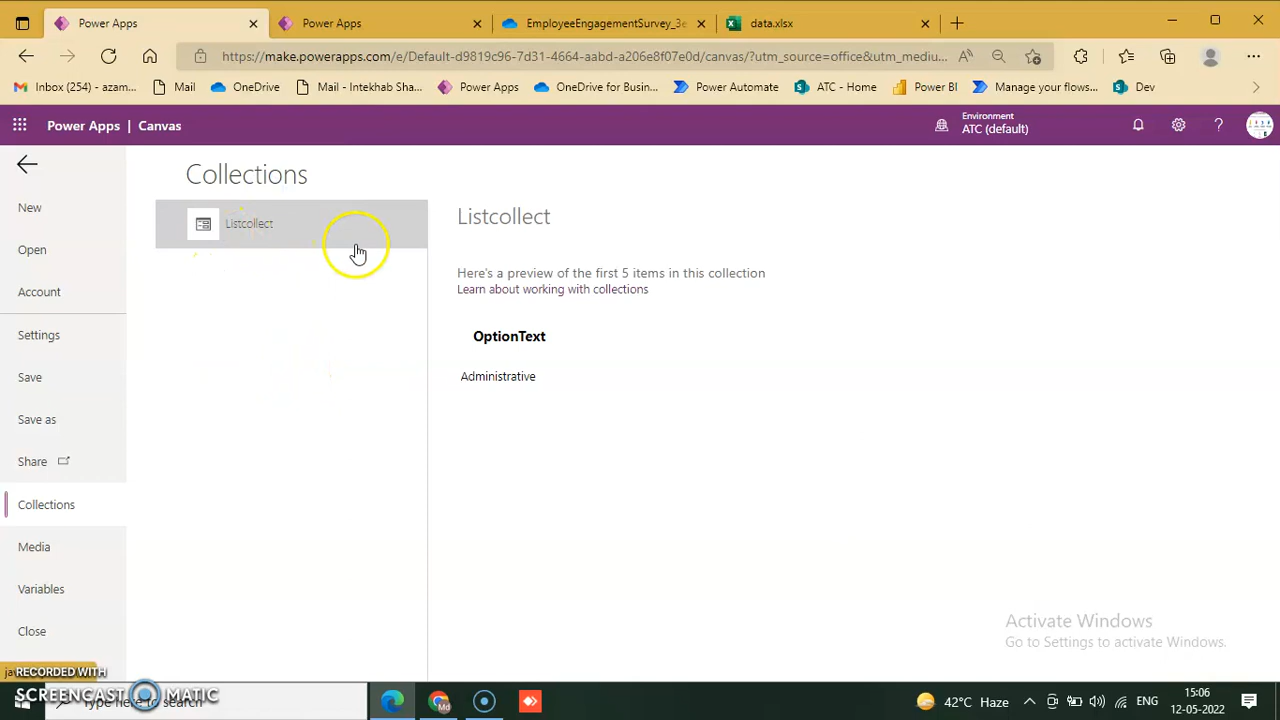 Power Apps
Power Apps
EmployeeEngagementSurvey_3e
data.xlsx
https://make.powerapps.com/e/Default-d9819c96-7d31-4664-aabd-a206e8f07e0d/canvas/?utm_source=office&utm_mediu...
Inbox (254) - azam...
Mail
OneDrive
Mail - Intekhab Sha...
Power Apps
OneDrive for Busin...
Power Automate
ATC - Home
Power BI
Manage your flows...
Dev
Power Apps | Canvas
Environment
ATC (default)
Collections
New
Open
Account
Settings
Save
Save as
Share
Collections
Media
Variables
Close
Listcollect
Listcollect
Here's a preview of the first 5 items in this collection
Learn about working with collections
OptionText
Administrative
Activate Windows
Go to Settings to activate Windows.
RECORDED WITH
SCREENCAST MATIC
Type here to search
42°C Haze
ENG
15:06
12-05-2022